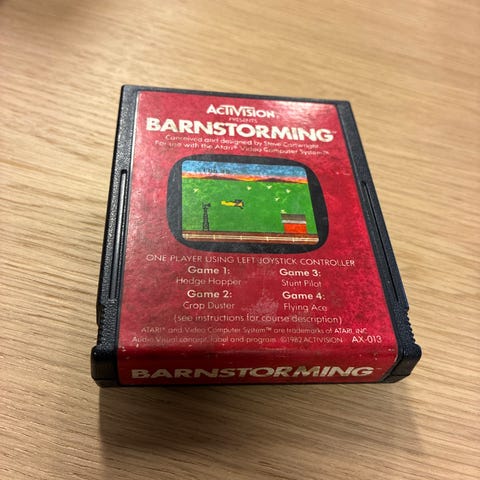 ACTIVISION
PRESENTS
BARNSTORMING™
Conceived and designed by Steve Cartwright.
For use with the Atari® Video Computer System™
ONE PLAYER USING LEFT JOYSTICK CONTROLLER
Game 1: Game 3:
Hedge Hopper Stunt Pilot
Game 2: Game 4:
Crop Duster Flying Ace
(see instructions for course description)
ATARI® and Video Computer System™ are trademarks of ATARI, INC.
Audio Visual concept, label and program ©1982 ACTIVISION AX-013
BARNSTORMING™